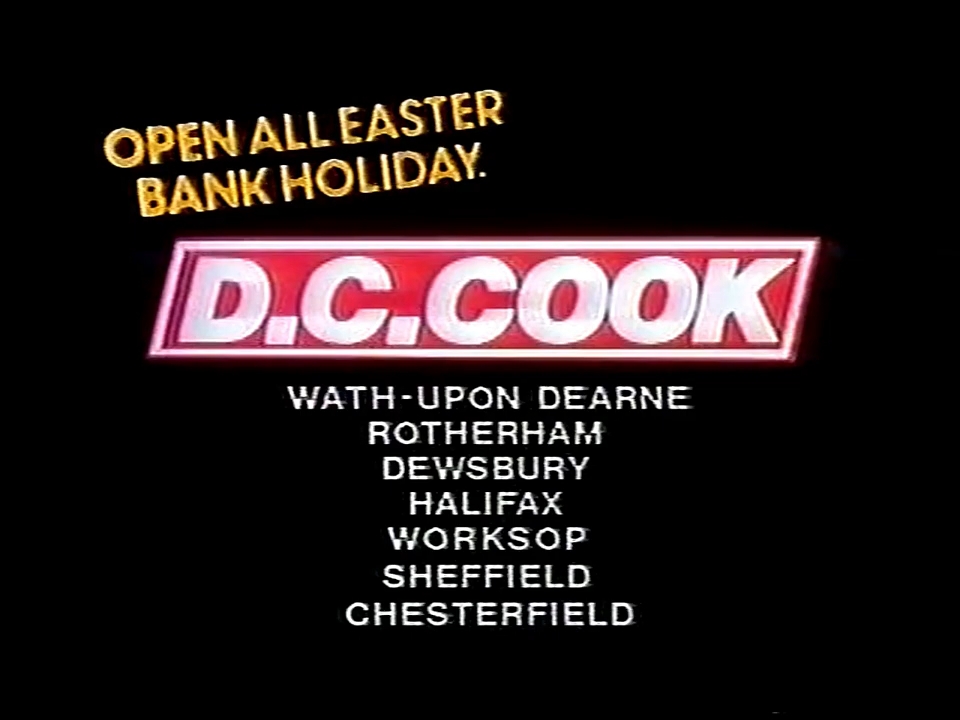 OPEN ALL EASTER
BANK HOLIDAY.
D.C.COOK
WATH-UPON DEARNE
ROTHERHAM
DEWSBURY
HALIFAX
WORKSOP
SHEFFIELD
CHESTERFIELD